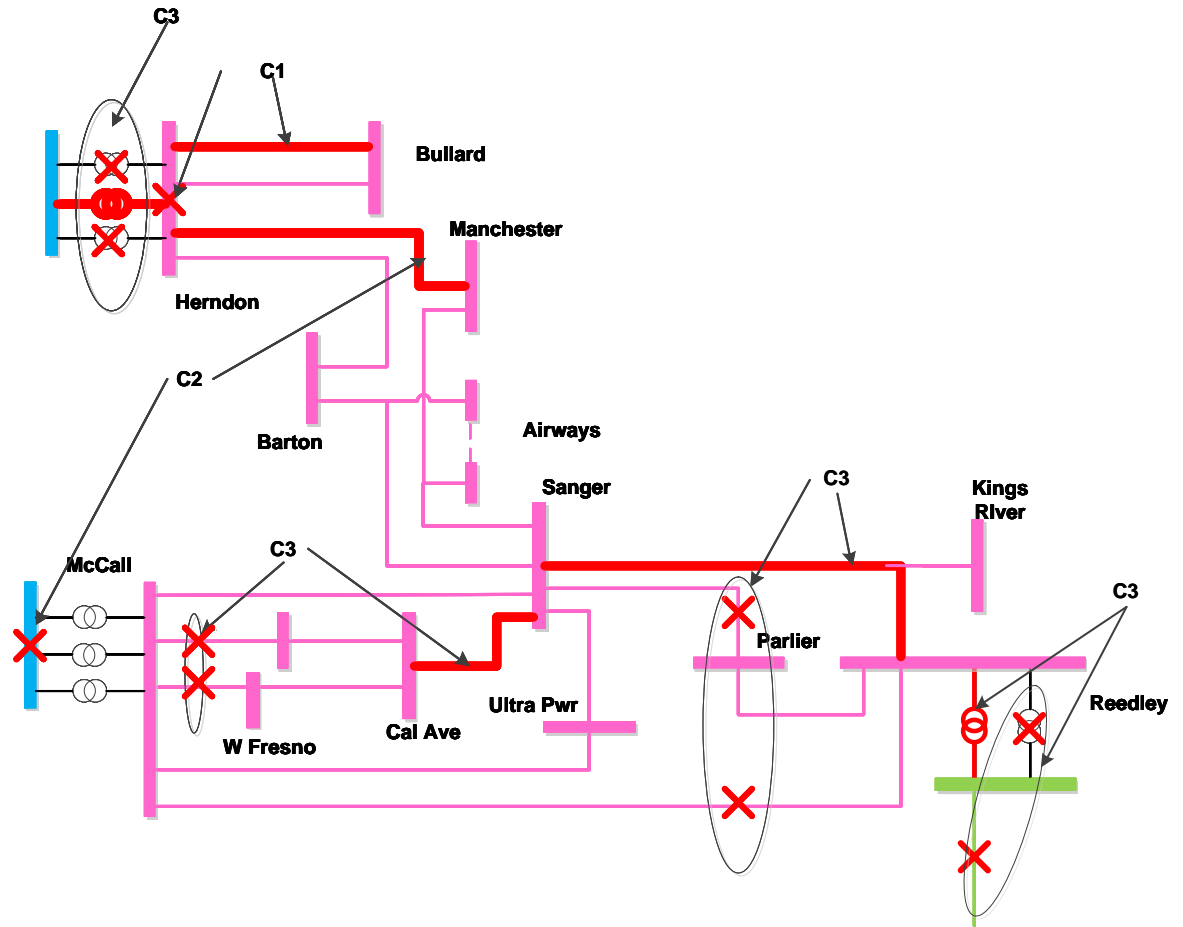 C3
C1
Bullard
Manchester
Herndon
C2
Barton
Airways
Sanger
C3
Kings
RIver
C3
McCall
C3
Parlier
Reedley
Ultra Pwr
Cal Ave
W Fresno